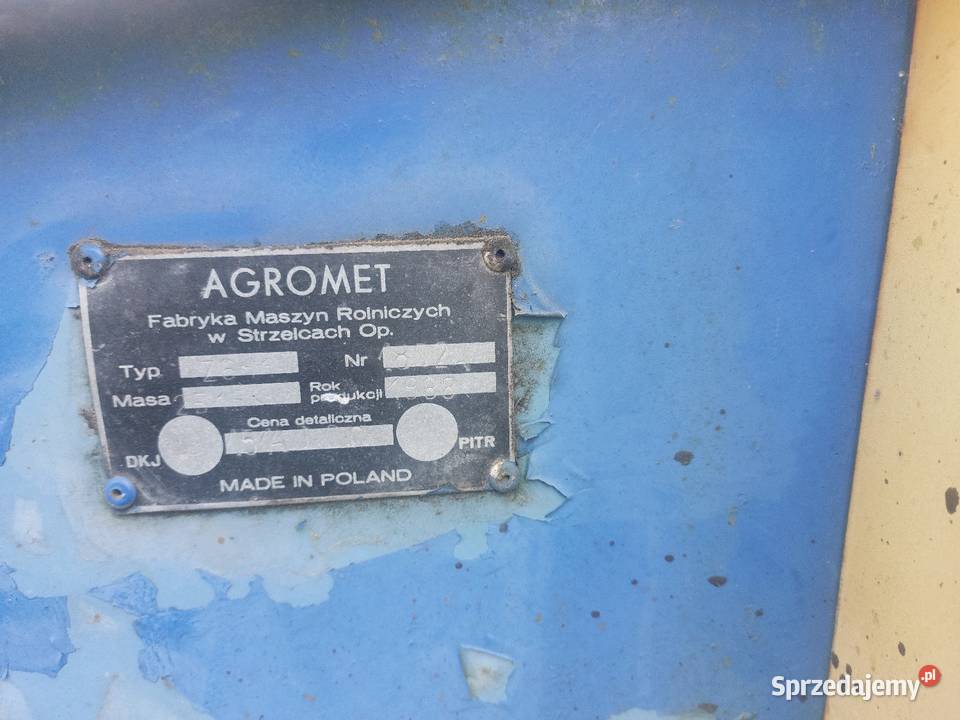 AGROMET
Fabryka Maszyn Rolniczych
w Strzelcach Op.
Typ Nr
Masa Rok produkcji 1988
Cena detaliczna
DKJ PITR
MADE IN POLAND
Sprzedajemy.pl